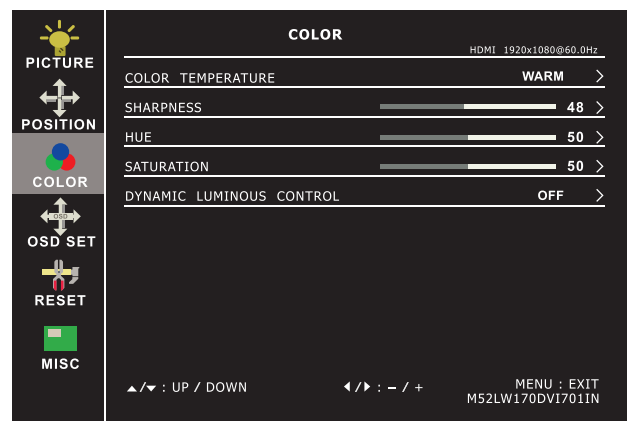 PICTURE
POSITION
COLOR
OSD
OSD SET
RESET
MISC
COLOR
HDMI 1920x1080@60.0Hz
COLOR TEMPERATURE WARM >
SHARPNESS 48 >
HUE 50 >
SATURATION 50 >
DYNAMIC LUMINOUS CONTROL OFF >
▲/▼ : UP / DOWN ◀/▶ : – / + MENU : EXIT
M52LW170DVI701IN